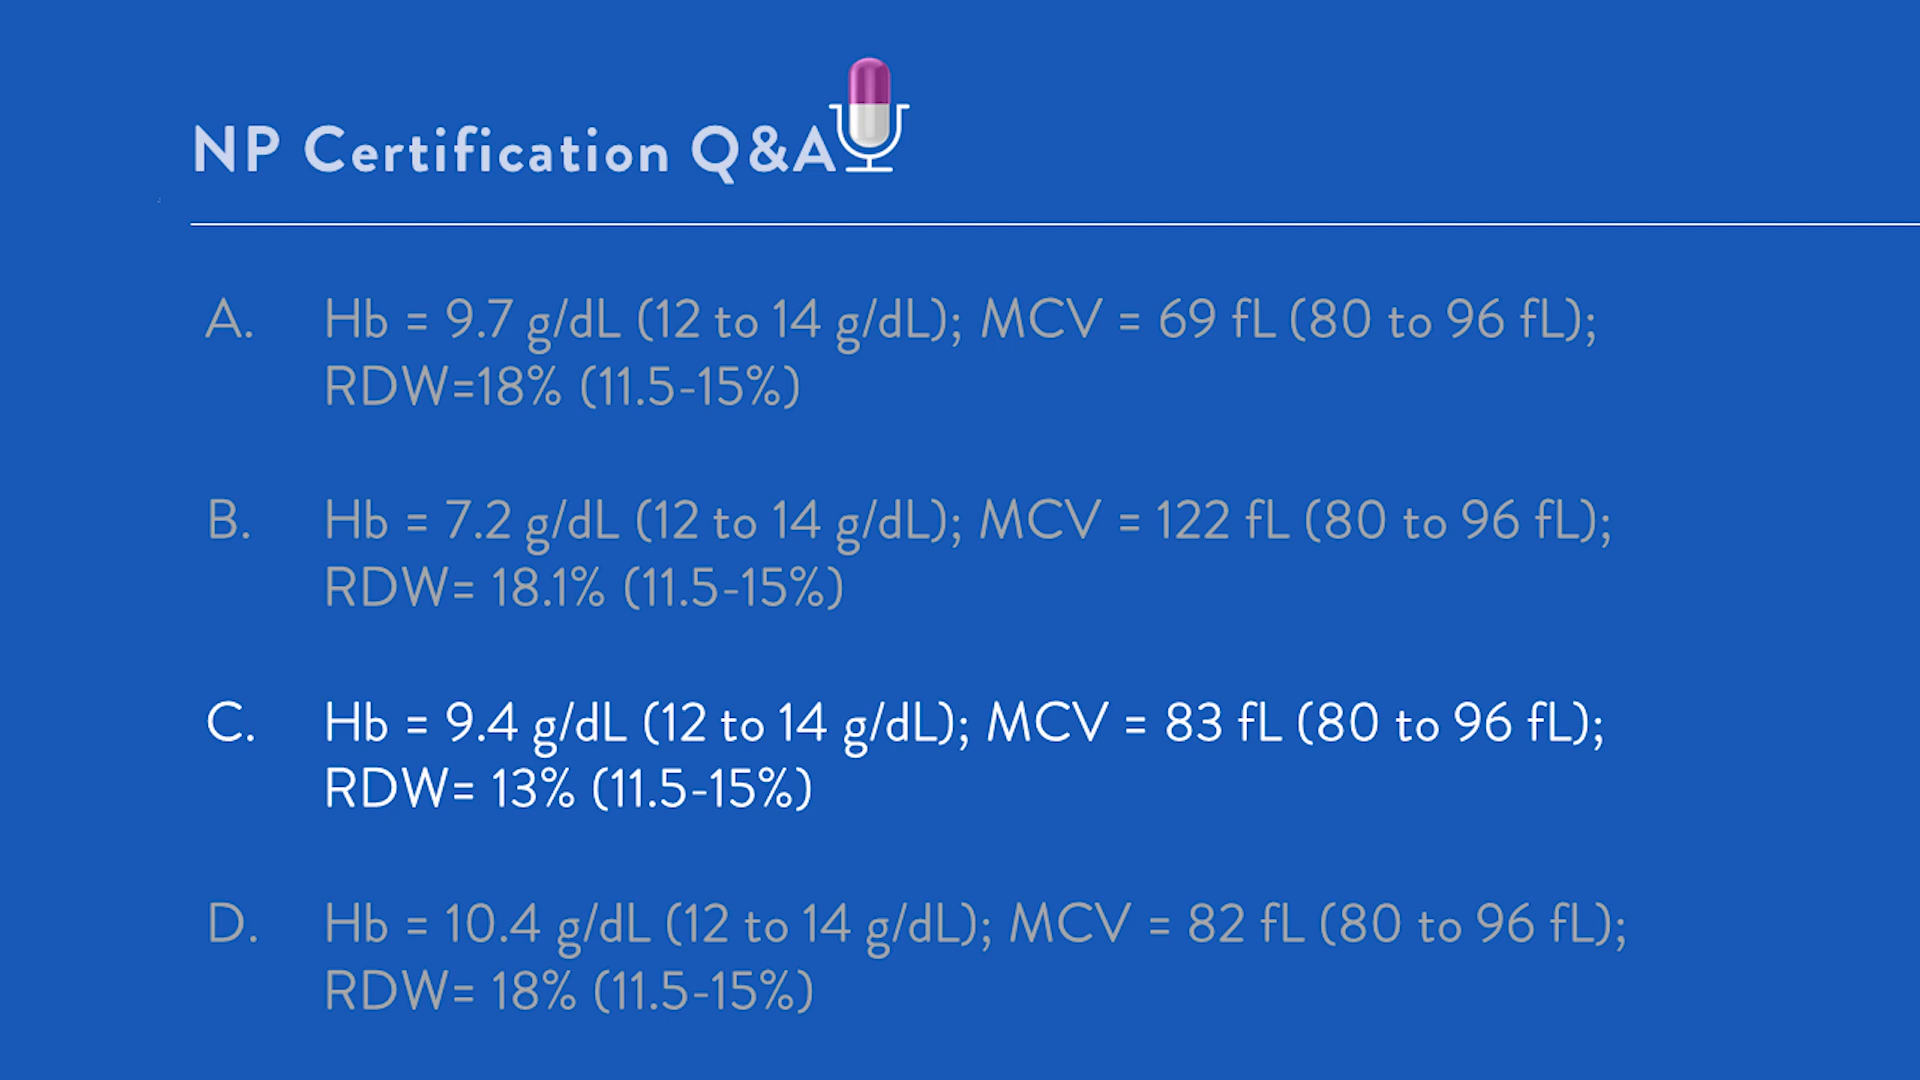 NP Certification Q&A
A. Hb = 9.7 g/dL (12 to 14 g/dL); MCV = 69 fL (80 to 96 fL);
RDW=18% (11.5-15%)
B. Hb = 7.2 g/dL (12 to 14 g/dL); MCV = 122 fL (80 to 96 fL);
RDW= 18.1% (11.5-15%)
C. Hb = 9.4 g/dL (12 to 14 g/dL); MCV = 83 fL (80 to 96 fL);
RDW= 13% (11.5-15%)
D. Hb = 10.4 g/dL (12 to 14 g/dL); MCV = 82 fL (80 to 96 fL);
RDW= 18% (11.5-15%)